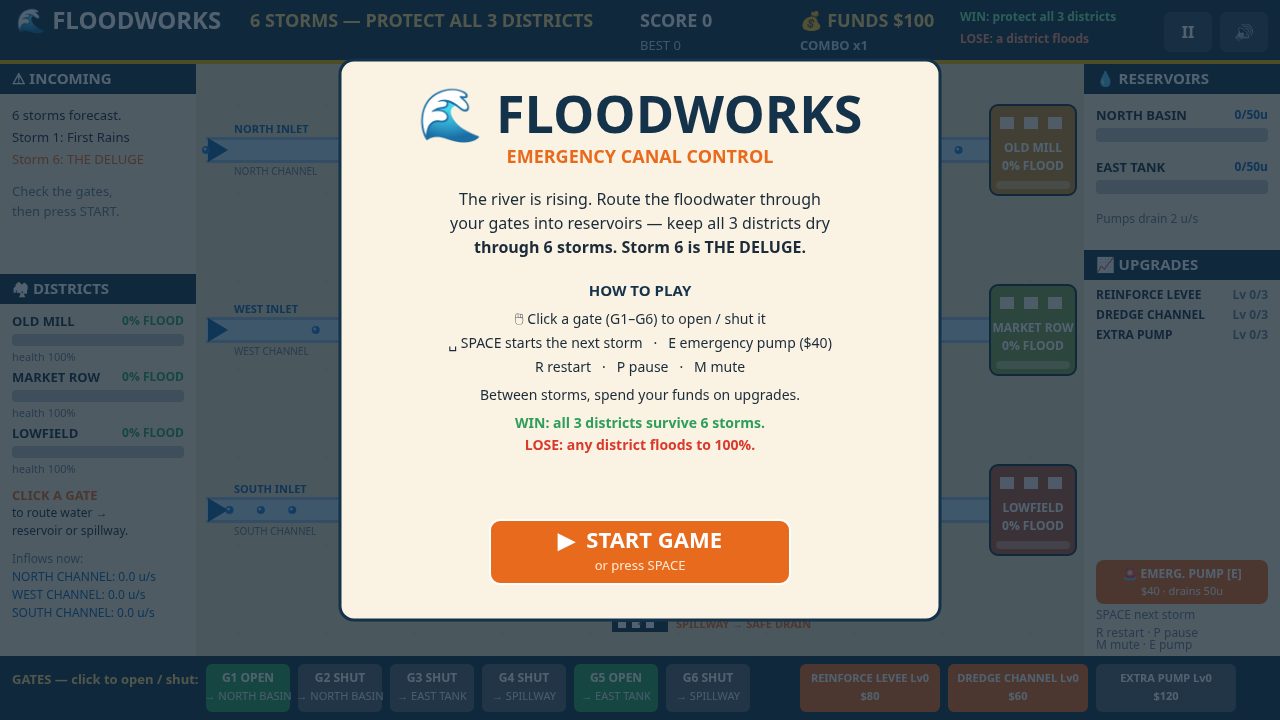 🌊 FLOODWORKS
6 STORMS — PROTECT ALL 3 DISTRICTS
SCORE 0
BEST 0
💰 FUNDS $100
COMBO x1
WIN: protect all 3 districts
LOSE: a district floods
II
🔊
⚠ INCOMING
6 storms forecast.
Storm 1: First Rains
Storm 6: THE DELUGE
Check the gates,
then press START.
🏘 DISTRICTS
OLD MILL 0% FLOOD
health 100%
MARKET ROW 0% FLOOD
health 100%
LOWFIELD 0% FLOOD
health 100%
CLICK A GATE
to route water →
reservoir or spillway.
Inflows now:
NORTH CHANNEL: 0.0 u/s
WEST CHANNEL: 0.0 u/s
SOUTH CHANNEL: 0.0 u/s
NORTH INLET
NORTH CHANNEL
WEST INLET
WEST CHANNEL
SOUTH INLET
SOUTH CHANNEL
🌊 FLOODWORKS
EMERGENCY CANAL CONTROL
The river is rising. Route the floodwater through
your gates into reservoirs — keep all 3 districts dry
through 6 storms. Storm 6 is THE DELUGE.
HOW TO PLAY
🖱 Click a gate (G1–G6) to open / shut it
␣ SPACE starts the next storm · E emergency pump ($40)
R restart · P pause · M mute
Between storms, spend your funds on upgrades.
WIN: all 3 districts survive 6 storms.
LOSE: any district floods to 100%.
▶ START GAME
or press SPACE
SPILLWAY → SAFE DRAIN
OLD MILL
0% FLOOD
MARKET ROW
0% FLOOD
LOWFIELD
0% FLOOD
💧 RESERVOIRS
NORTH BASIN 0/50u
EAST TANK 0/50u
Pumps drain 2 u/s
📈 UPGRADES
REINFORCE LEVEE Lv 0/3
DREDGE CHANNEL Lv 0/3
EXTRA PUMP Lv 0/3
🚨 EMERG. PUMP [E]
$40 · drains 50u
SPACE next storm
R restart · P pause
M mute · E pump
GATES — click to open / shut:
G1 OPEN
→ NORTH BASIN
G2 SHUT
→ NORTH BASIN
G3 SHUT
→ EAST TANK
G4 SHUT
→ SPILLWAY
G5 OPEN
→ EAST TANK
G6 SHUT
→ SPILLWAY
REINFORCE LEVEE Lv0
$80
DREDGE CHANNEL Lv0
$60
EXTRA PUMP Lv0
$120